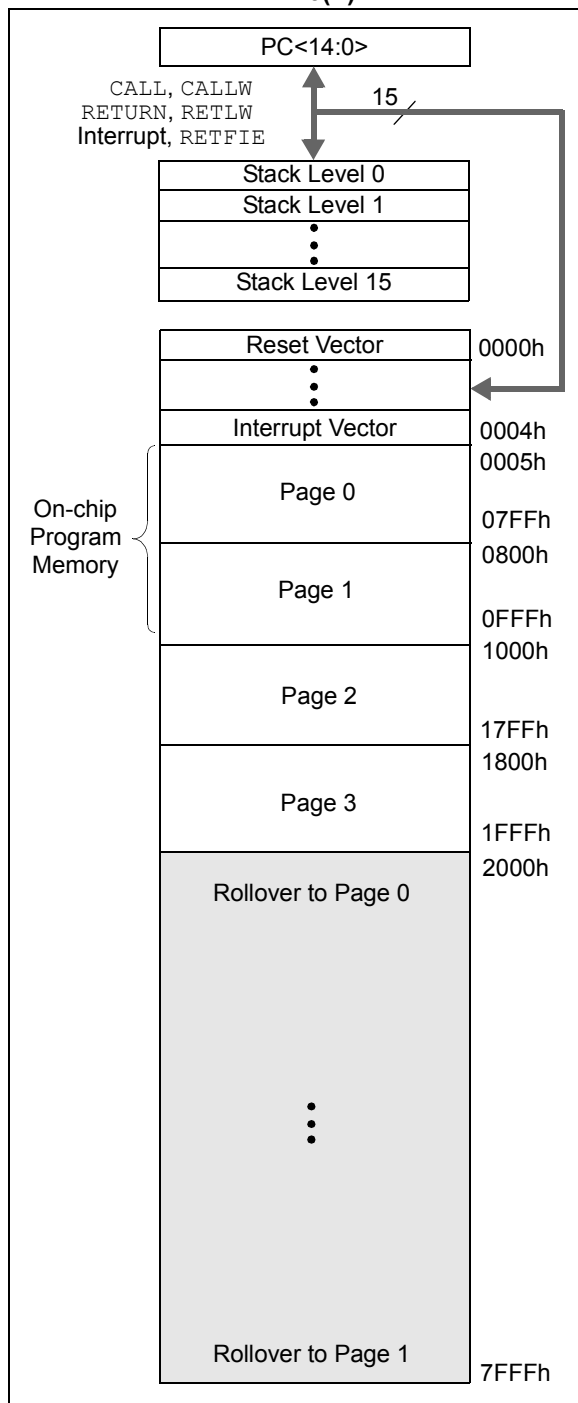 PC<14:0>
CALL, CALLW
RETURN, RETLW
Interrupt, RETFIE
15
Stack Level 0
Stack Level 1
Stack Level 15
Reset Vector
0000h
Interrupt Vector
0004h
0005h
On-chip
Program
Memory
Page 0
07FFh
0800h
Page 1
0FFFh
1000h
Page 2
17FFh
1800h
Page 3
1FFFh
2000h
Rollover to Page 0
Rollover to Page 1
7FFFh